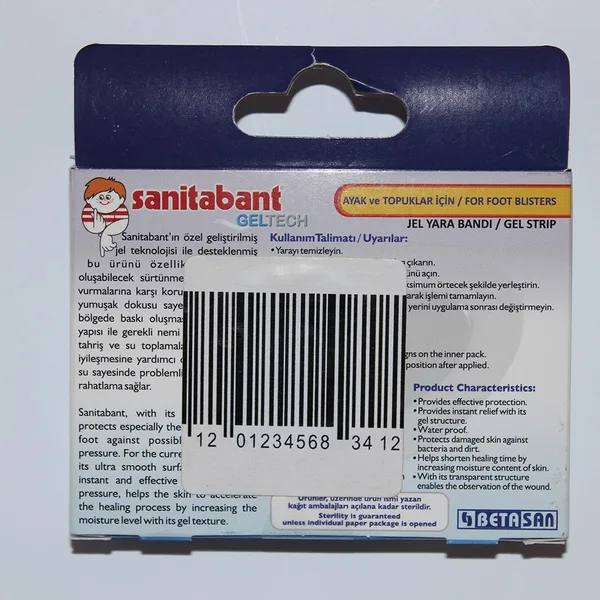 sanitabant
GELTECH
AYAK ve TOPUKLAR İÇİN / FOR FOOT BLISTERS
JEL YARA BANDI / GEL STRIP
Sanitabant'ın özel geliştirilmiş
jel teknolojisi ile desteklenmiş
bu ürünü özellik
oluşabilecek sürtünme
vurmalarına karşı koru
yumuşak dokusu saye
bölgede baskı oluşma
yapısı ile gerekli nemi
tahriş ve su toplamala
iyileşmesine yardımcı
su sayesinde problemli
rahatlama sağlar.
Sanitabant, with its
protects especially the
foot against possibl
pressure. For the curre
its ultra smooth surf
instant and effective
pressure, helps the skin to accelerate
the healing process by increasing the
moisture level with its gel texture.
Kullanım Talimatı / Uyarılar:
• Yarayı temizleyin.
çıkarın.
ünü açın.
ksimum örtecek şekilde yerleştirin.
arak işlemi tamamlayın.
yerini uygulama sonrası değiştirmeyin.
gns on the inner pack.
position after applied.
Product Characteristics:
• Provides effective protection.
• Provides instant relief with its
gel structure.
• Water proof.
• Protects damaged skin against
bacteria and dirt.
• Helps shorten healing time by
increasing moisture content of skin.
• With its transparent structure
enables the observation of the wound.
12 01234568 34 12
Ürünler, üzerinde ürün ismi yazan
kağıt ambalajları açılana kadar sterildir.
Sterility is guaranteed
unless individual paper package is opened
BETASAN